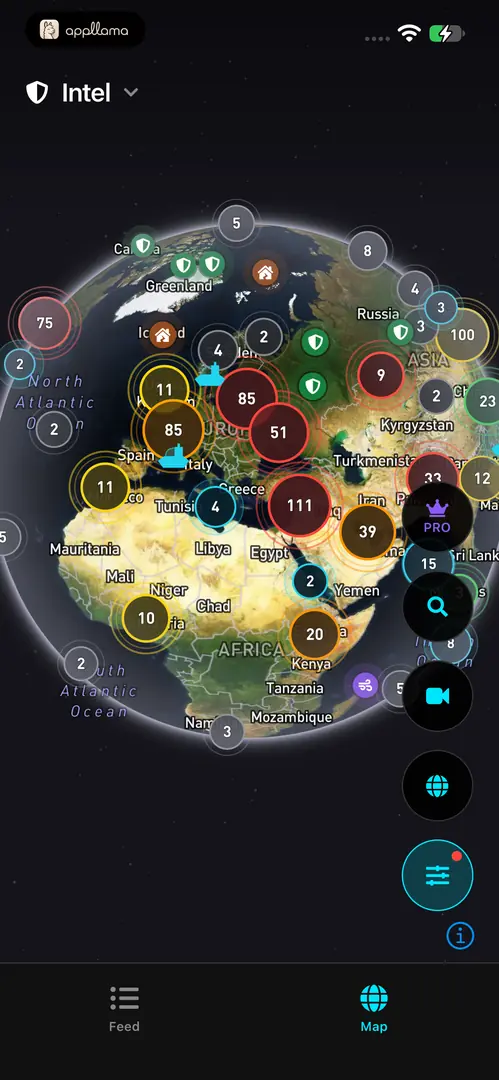 appllama
Intel
5
8
Greenland
4
3
75
Russia
3
100
4
2
ASIA
2
North
Atlantic
9
11
85
2
23
Kyrgyzstan
2
85
51
Spain
Italy
Turkmenistan
33
12
11
Greece
111
Iran
PRO
Tunisi
4
39
5
Mauritania
Libya
Egypt
15
Sri Lank
Mali
Niger
Chad
2
Yemen
10
20
8
AFRICA
Kenya
2
Tanzania
5
Atlantic
Ocean
3
Mozambique
Feed
Map